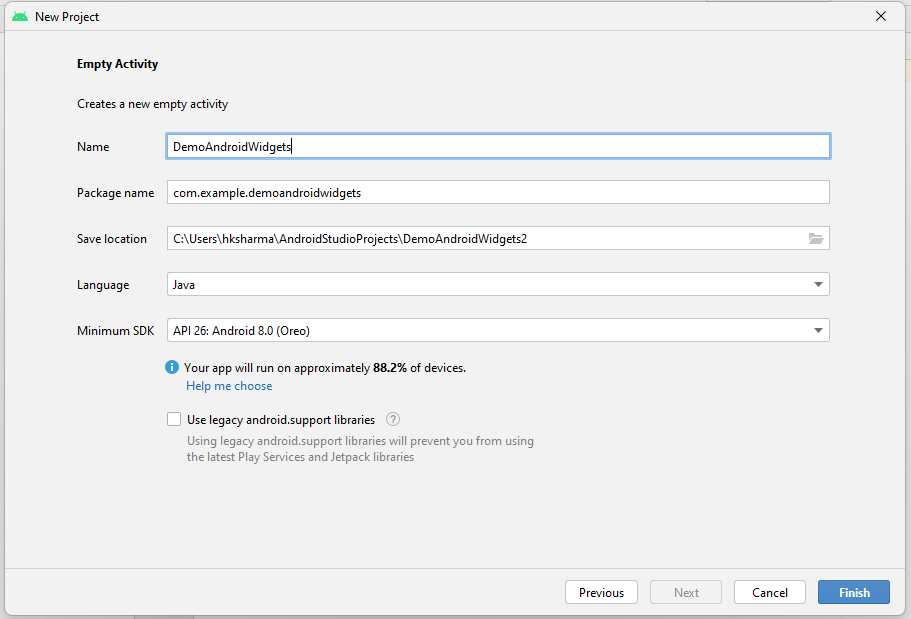 New Project
Empty Activity
Creates a new empty activity
Name DemoAndroidWidgets
Package name com.example.demoandroidwidgets
Save location C:\Users\hksharma\AndroidStudioProjects\DemoAndroidWidgets2
Language Java
Minimum SDK API 26: Android 8.0 (Oreo)
i Your app will run on approximately 88.2% of devices.
Help me choose
Use legacy android.support libraries ?
Using legacy android.support libraries will prevent you from using
the latest Play Services and Jetpack libraries
Previous Next Cancel Finish